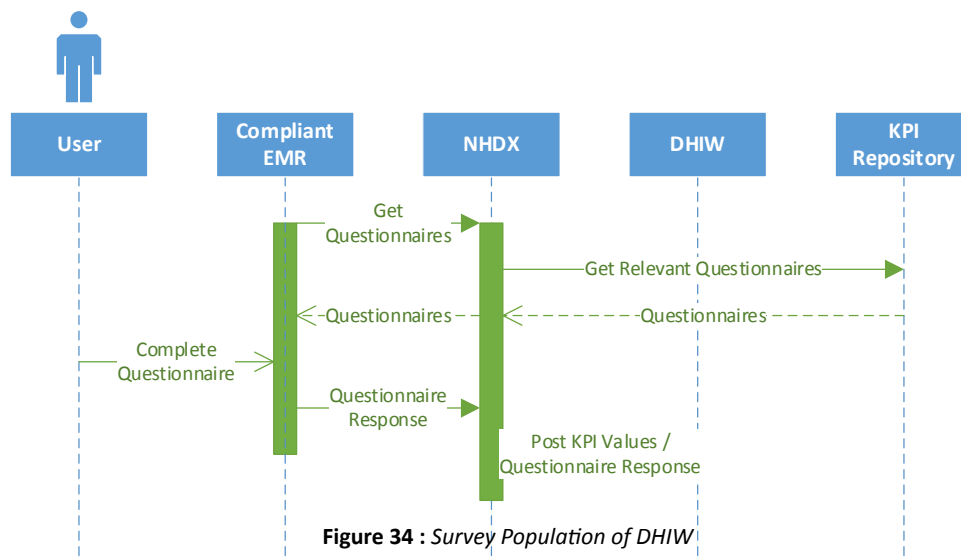 User
Compliant
EMR
NHDX
DHIW
KPI
Repository
Get
Questionnaires
Get Relevant Questionnaires
Questionnaires
Questionnaires
Complete
Questionnaire
Questionnaire
Response
Post KPI Values /
Questionnaire Response
Figure 34 : Survey Population of DHIW